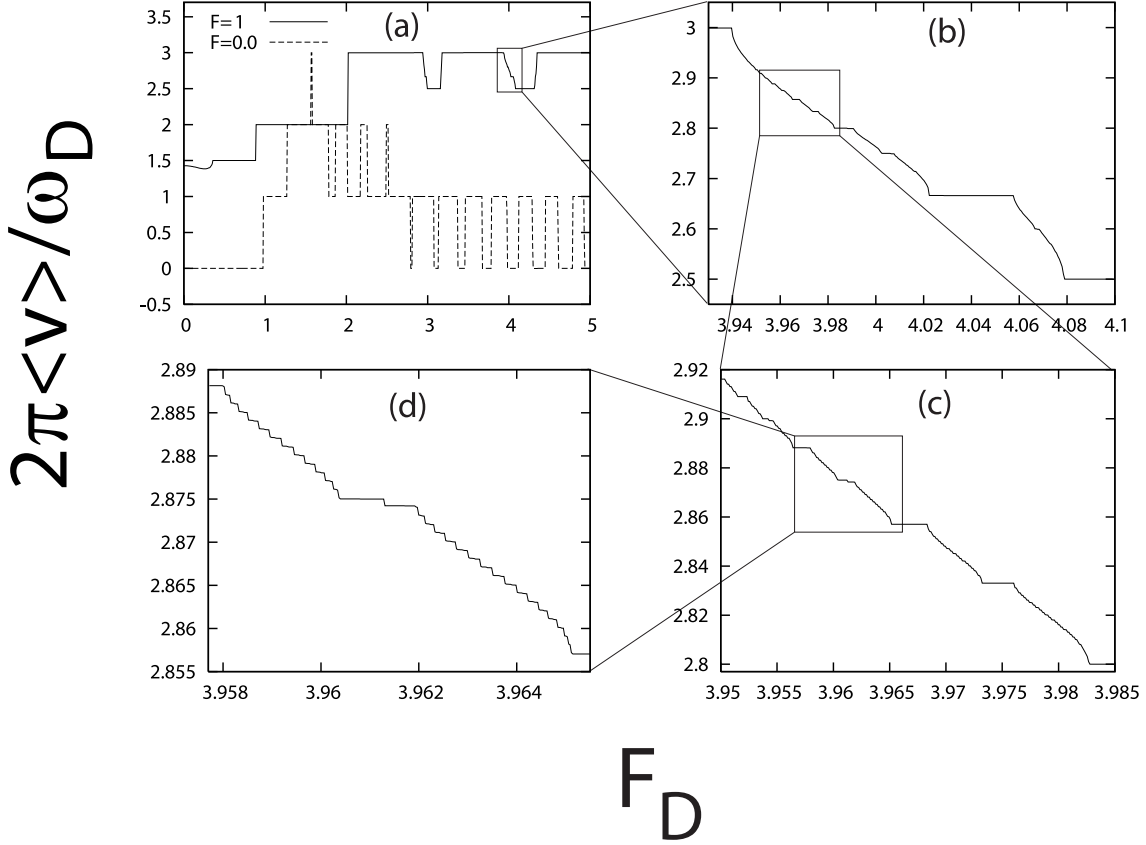 2π<v>/ω_D
F=1
F=0.0
(a)
3.5
3
2.5
2
1.5
1
0.5
0
-0.5
0 1 2 3 4 5
(b)
3
2.9
2.8
2.7
2.6
2.5
3.94 3.96 3.98 4 4.02 4.04 4.06 4.08 4.1
(d)
2.89
2.885
2.88
2.875
2.87
2.865
2.86
2.855
3.958 3.96 3.962 3.964
(c)
2.92
2.9
2.88
2.86
2.84
2.82
2.8
3.95 3.955 3.96 3.965 3.97 3.975 3.98 3.985
F_D